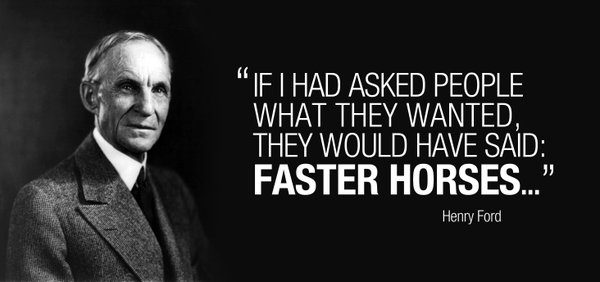 “IF I HAD ASKED PEOPLE
WHAT THEY WANTED,
THEY WOULD HAVE SAID:
FASTER HORSES...”
Henry Ford